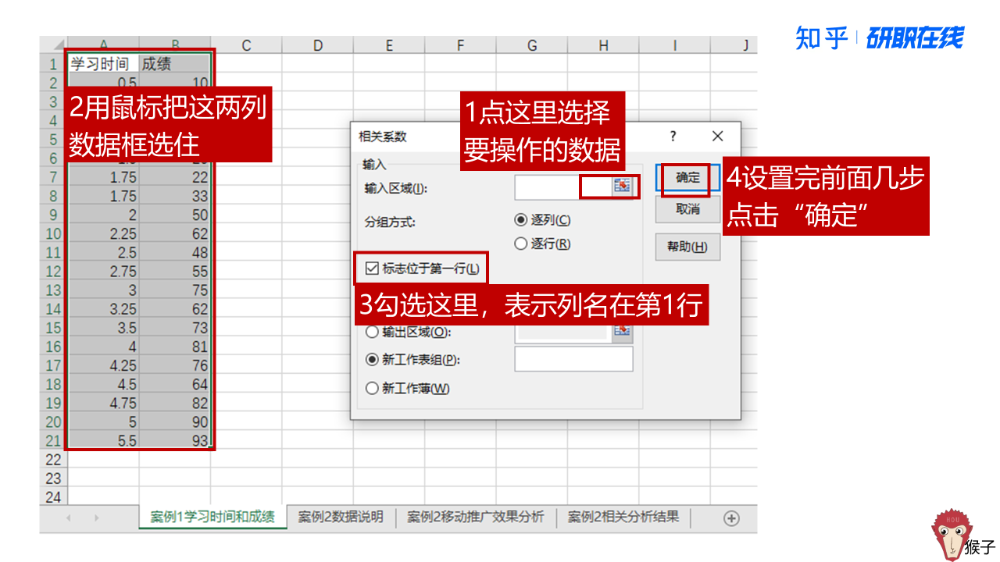 知乎 研职在线
A B C D E F G H I J
1 学习时间 成绩
2 0.5 10
3
4
5
6
7 1.75 22
8 1.75 33
9 2 50
10 2.25 62
11 2.5 48
12 2.75 55
13 3 75
14 3.25 62
15 3.5 73
16 4 81
17 4.25 76
18 4.5 64
19 4.75 82
20 5 90
21 5.5 93
22
23
24
2用鼠标把这两列
数据框选住
1点这里选择
要操作的数据
相关系数 ?
输入
输入区域(I):
分组方式:
逐列(C)
逐行(R)
标志位于第一行(L)
3勾选这里，表示列名在第1行
输出区域(O):
新工作表组(P):
新工作薄(W)
确定
取消
帮助(H)
4设置完前面几步
点击“确定”
案例1学习时间和成绩 案例2数据说明 案例2移动推广效果分析 案例2相关分析结果
HOU
猴子